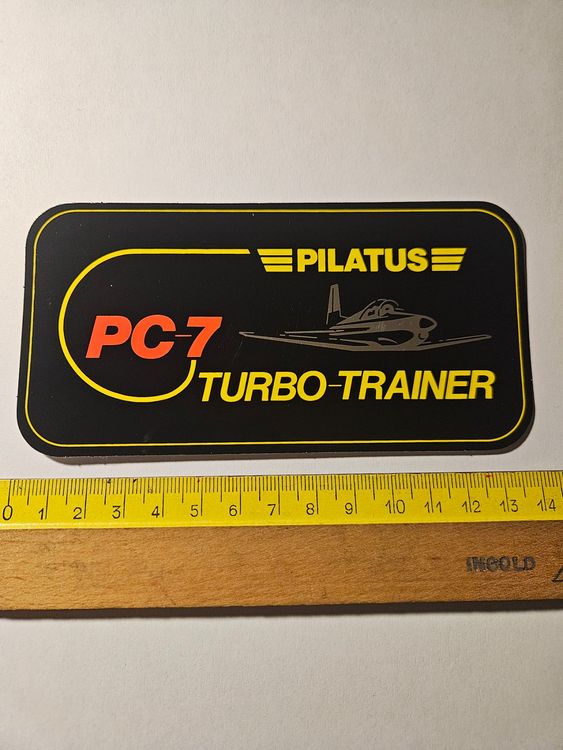 PILATUS
PC-7
TURBO-TRAINER
0 1 2 3 4 5 6 7 8 9 10 11 12 13 14
INGOLD